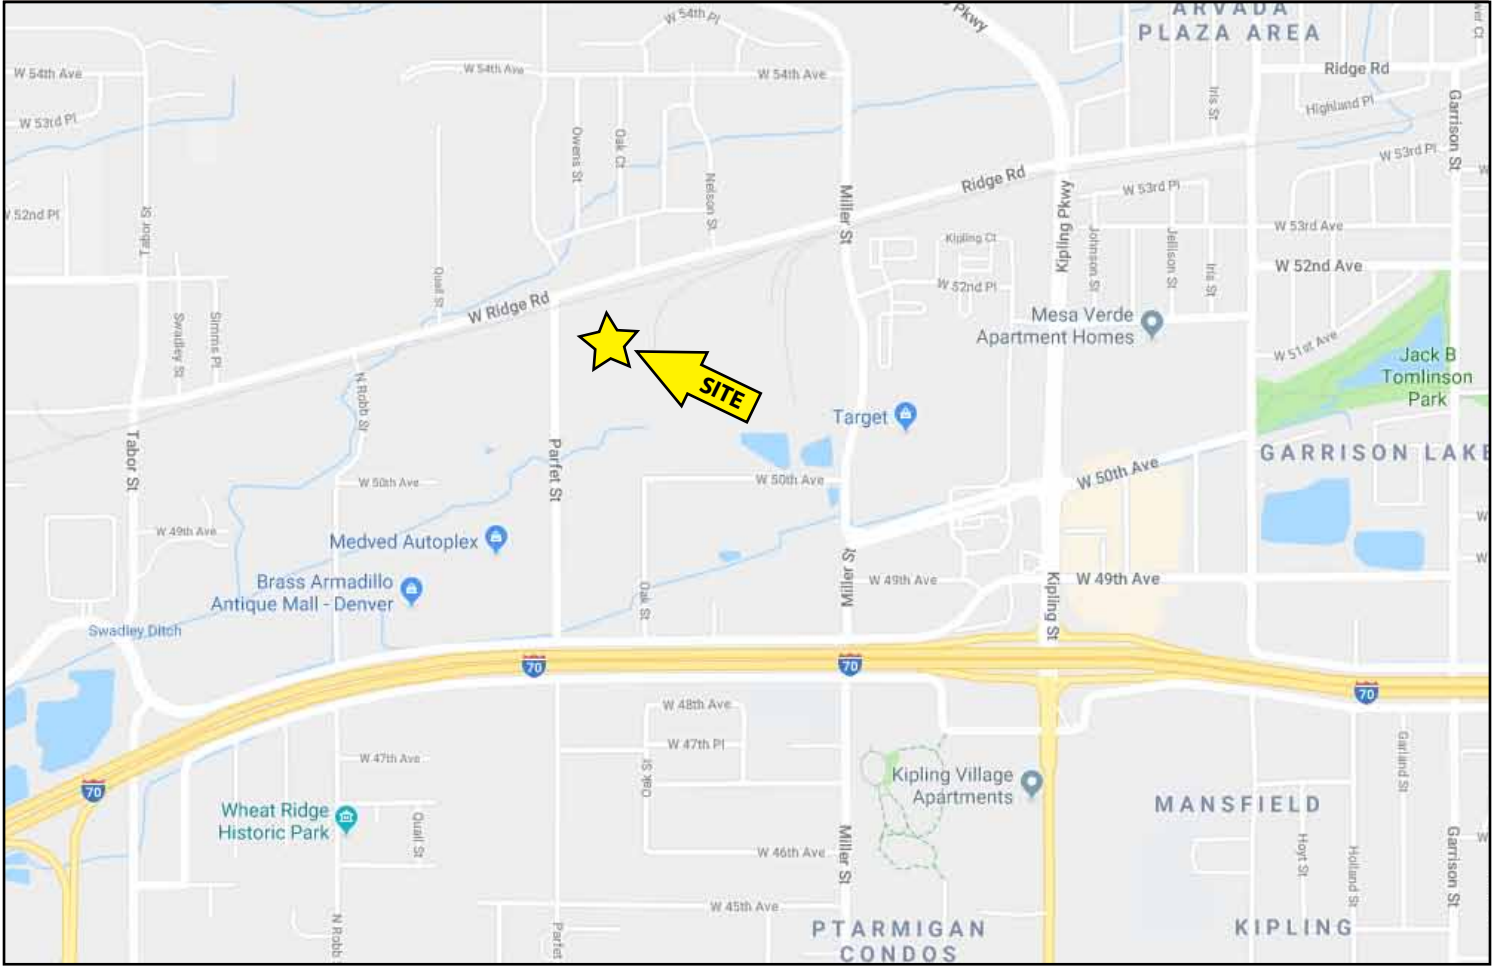 W 54th Pl
Pkwy
ARVADA
PLAZA AREA
W 54th Ave
W 54th Ave
W 54th Ave
Ridge Rd
Highland Pl
Iris St
Garrison St
W 53rd Pl
Owens St
Oak Ct
Nelson St
Miller St
Ridge Rd
Kipling Pkwy
W 53rd Pl
W 53rd Pl
W 52nd Pl
Tabor St
Kipling Ct
Johnson St
Jellison St
Iris St
W 53rd Ave
W 52nd Ave
Quail St
W Ridge Rd
W 52nd Pl
Swadley St
Simms Pl
Mesa Verde
Apartment Homes
W 51st Ave
Jack B
Tomlinson
Park
N Robb St
SITE
Target
Tabor St
Parfet St
W 50th Ave
W 50th Ave
W 50th Ave
GARRISON LAKE
W 49th Ave
Medved Autoplex
Brass Armadillo
Antique Mall - Denver
Oak St
Miller St
W 49th Ave
Kipling St
W 49th Ave
W
W
W
Swadley Ditch
70
70
70
70
W 48th Ave
W 47th Pl
W 47th Ave
Oak St
Kipling Village
Apartments
Garland St
MANSFIELD
Wheat Ridge
Historic Park
Quail St
W 46th Ave
Miller St
Hoyt St
Holland St
Garrison St
W
W 45th Ave
N Robb
Parfet
PTARMIGAN
CONDOS
KIPLING